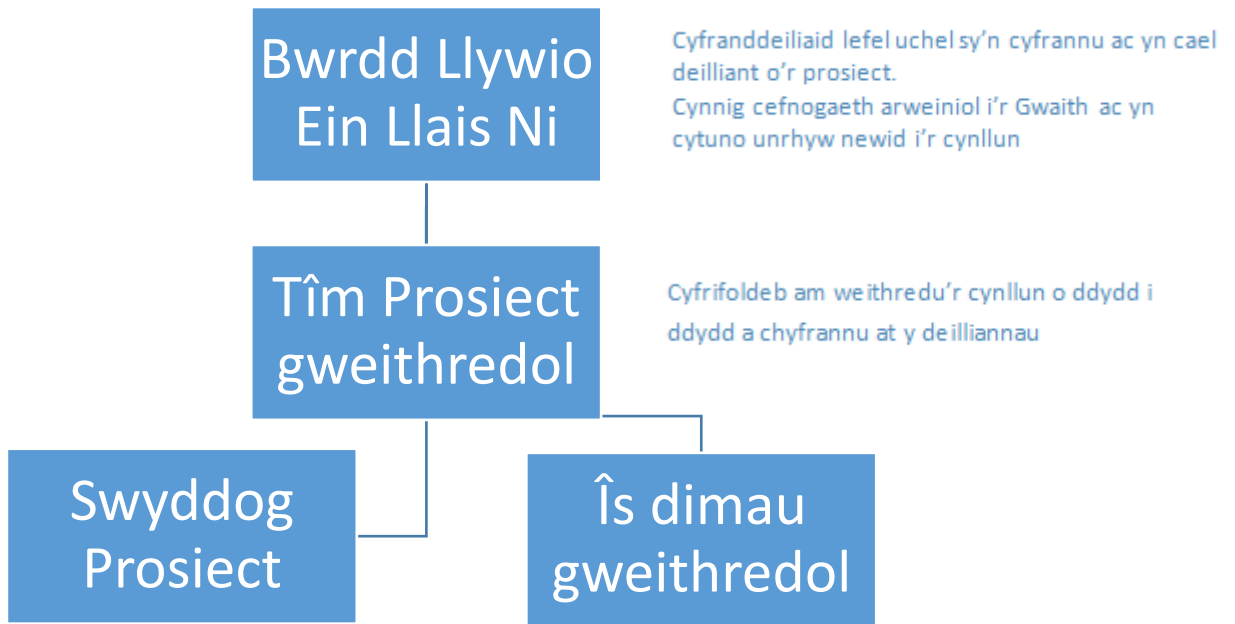 Bwrdd Llywio
Ein Llais Ni
Cyfranddeiliaid lefel uchel sy'n cyfrannu ac yn cael
deilliant o'r prosiect.
Cynnig cefnogaeth arweiniol i'r Gwaith ac yn
cytuno unrhyw newid i'r cynllun
Tîm Prosiect
gweithredol
Cyfrifoldeb am weithredu'r cynllun o ddydd i
ddydd a chyfrannu at y deilliannau
Swyddog
Prosiect
Îs dimau
gweithredol